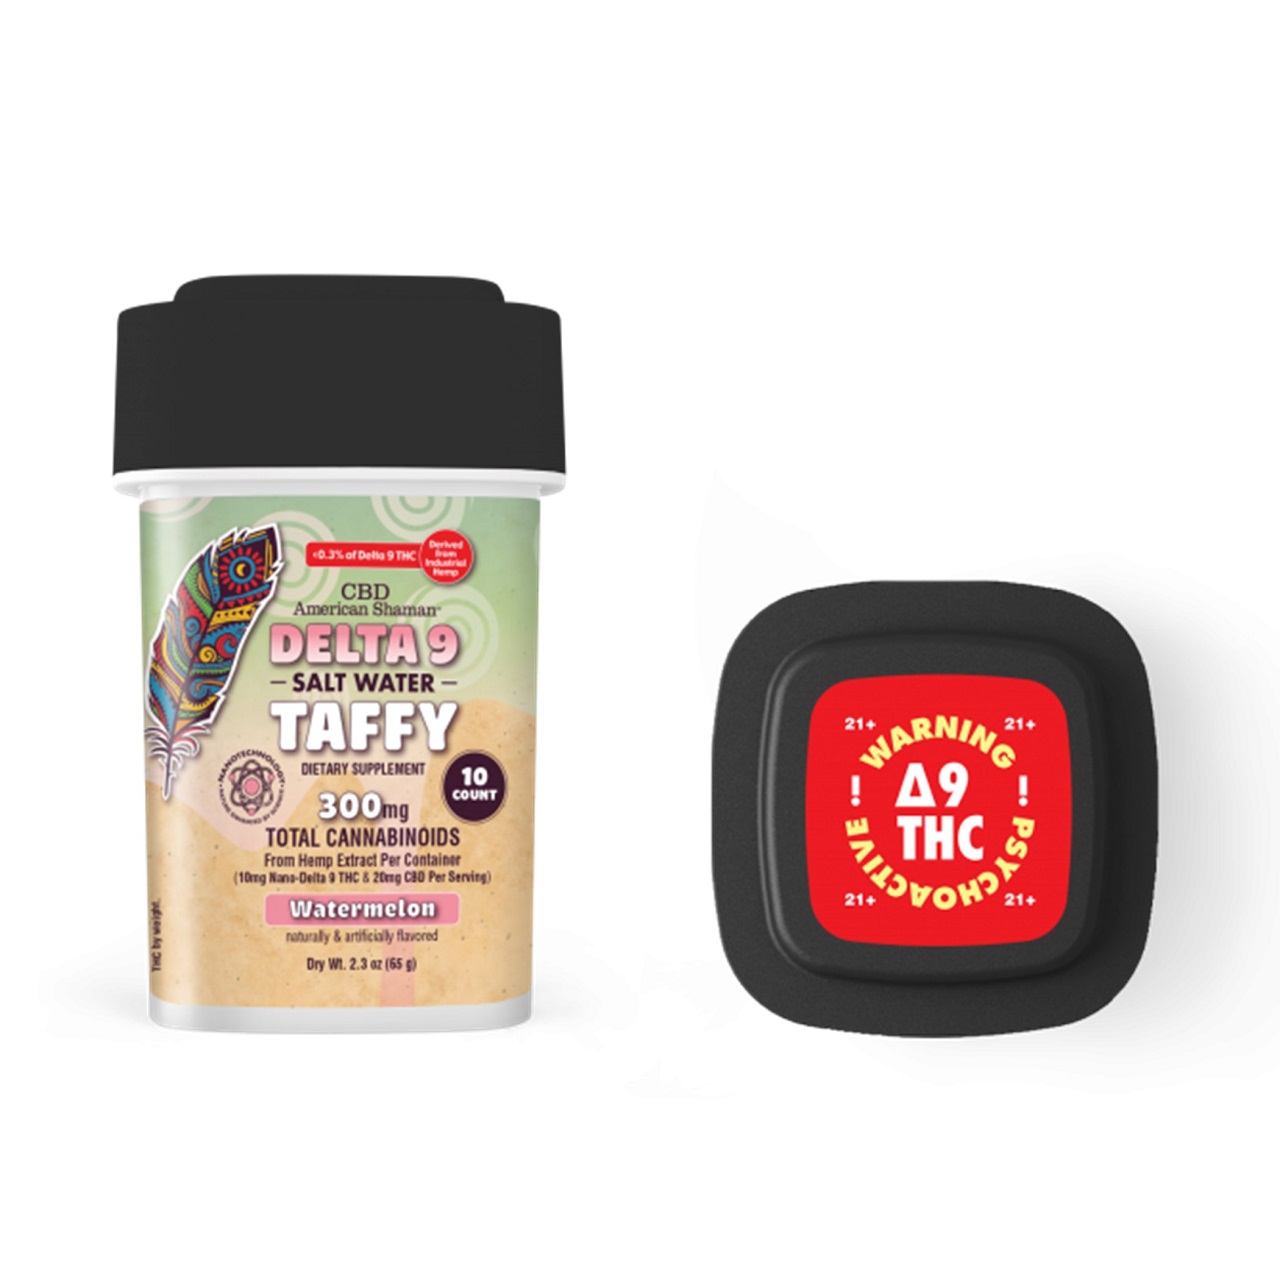 <0.3% of Delta 9 THC
Derived
from
Industrial
Hemp
CBD
American Shaman
DELTA 9
– SALT WATER –
TAFFY
DIETARY SUPPLEMENT
NANOTECHNOLOGY
10
COUNT
300mg
TOTAL CANNABINOIDS
From Hemp Extract Per Container
(10mg Nano-Delta 9 THC & 20mg CBD Per Serving)
Watermelon
naturally & artificially flavored
Dry Wt. 2.3 oz (65 g)
THC by weight.
21+ 21+
WARNING
! Δ9 !
THC
PSYCHOACTIVE
21+ 21+